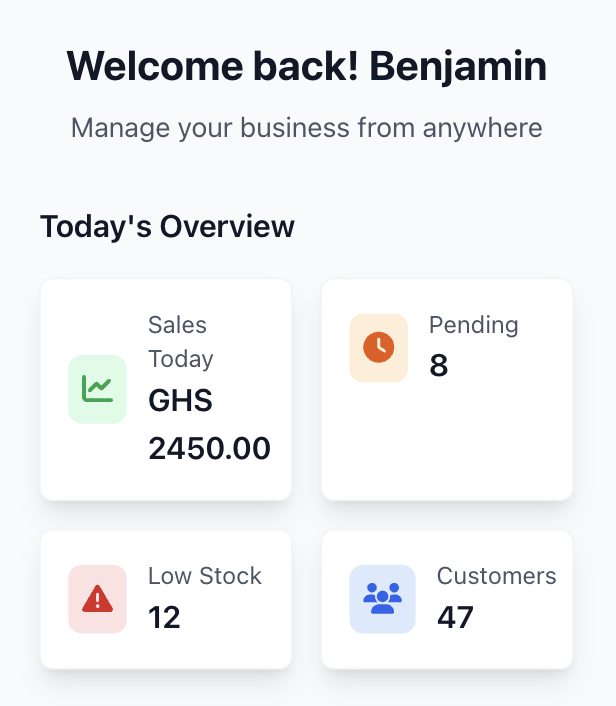 Welcome back! Benjamin
Manage your business from anywhere
Today's Overview
Sales
Today
GHS
2450.00
Pending
8
Low Stock
12
Customers
47